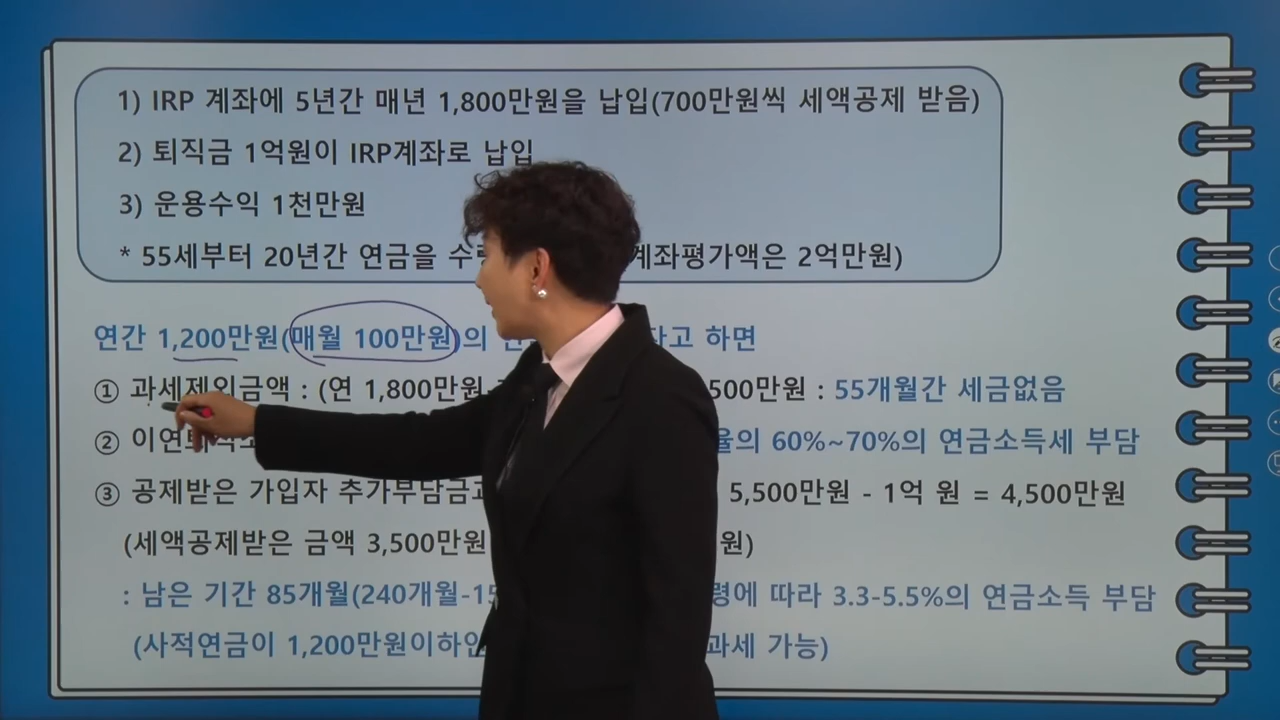 1) IRP 계좌에 5년간 매년 1,800만원을 납입(700만원씩 세액공제 받음)
2) 퇴직금 1억원이 IRP계좌로 납입
3) 운용수익 1천만원
* 55세부터 20년간 연금을 계좌평가액은 2억만원)
연간 1,200만원(매월 100만원)의 하면
① 과세제외금액 : (연 1,800만원 500만원 : 55개월간 세금없음
② 60%~70%의 연금소득세 부담
③ 공제받은 가입자 추가부담금과 5,500만원 - 1억 원 = 4,500만원
(세액공제받은 금액 3,500만원 원)
: 남은 기간 85개월(240개월-15 따라 3.3-5.5%의 연금소득 부담
(사적연금이 1,200만원이하인 과세 가능)